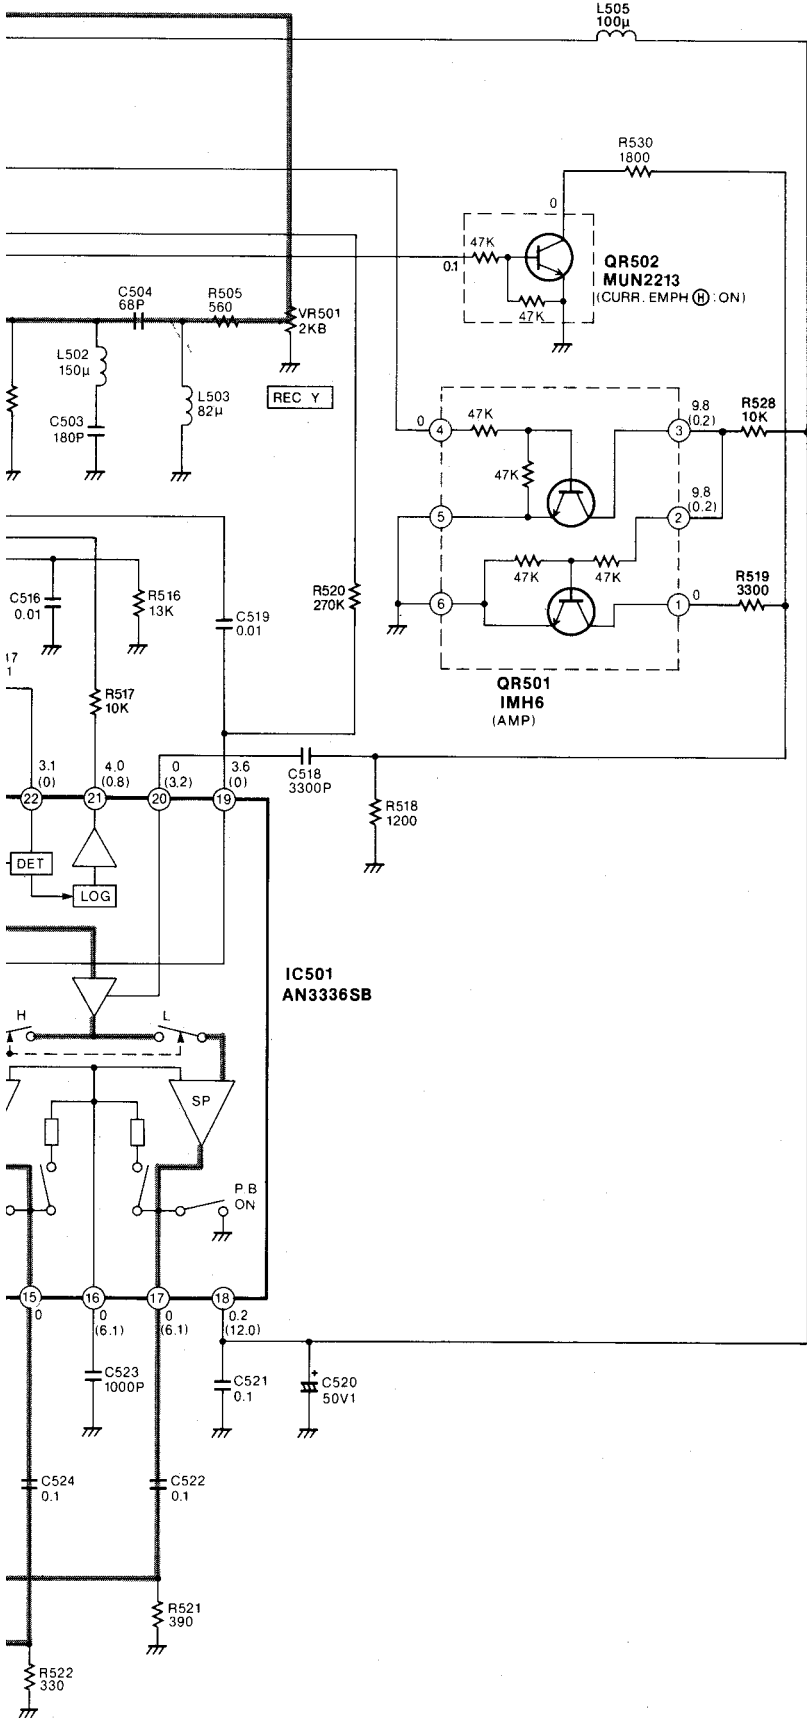 L505
100μ
R530
1800
0
47K
0.1
47K
QR502
MUN2213
(CURR. EMPH Ⓗ:ON)
C504
68P
R505
560
VR501
2KB
L502
150μ
L503
82μ
REC Y
C503
180P
0
4
47K
47K
3
9.8
(0.2)
R528
10K
5
2
9.8
(0.2)
47K
47K
6
1
0
R519
3300
QR501
IMH6
(AMP)
C516
0.01
R516
13K
C519
0.01
R520
270K
17
1
R517
10K
3.1
(0)
4.0
(0.8)
0
(3.2)
3.6
(0)
22
21
20
19
C518
3300P
R518
1200
DET
LOG
IC501
AN3336SB
H
L
SP
P.B
ON
15
16
17
18
0
0
(6.1)
0
(6.1)
0.2
(12.0)
C523
1000P
C521
0.1
+
C520
50V1
C524
0.1
C522
0.1
R521
390
R522
330